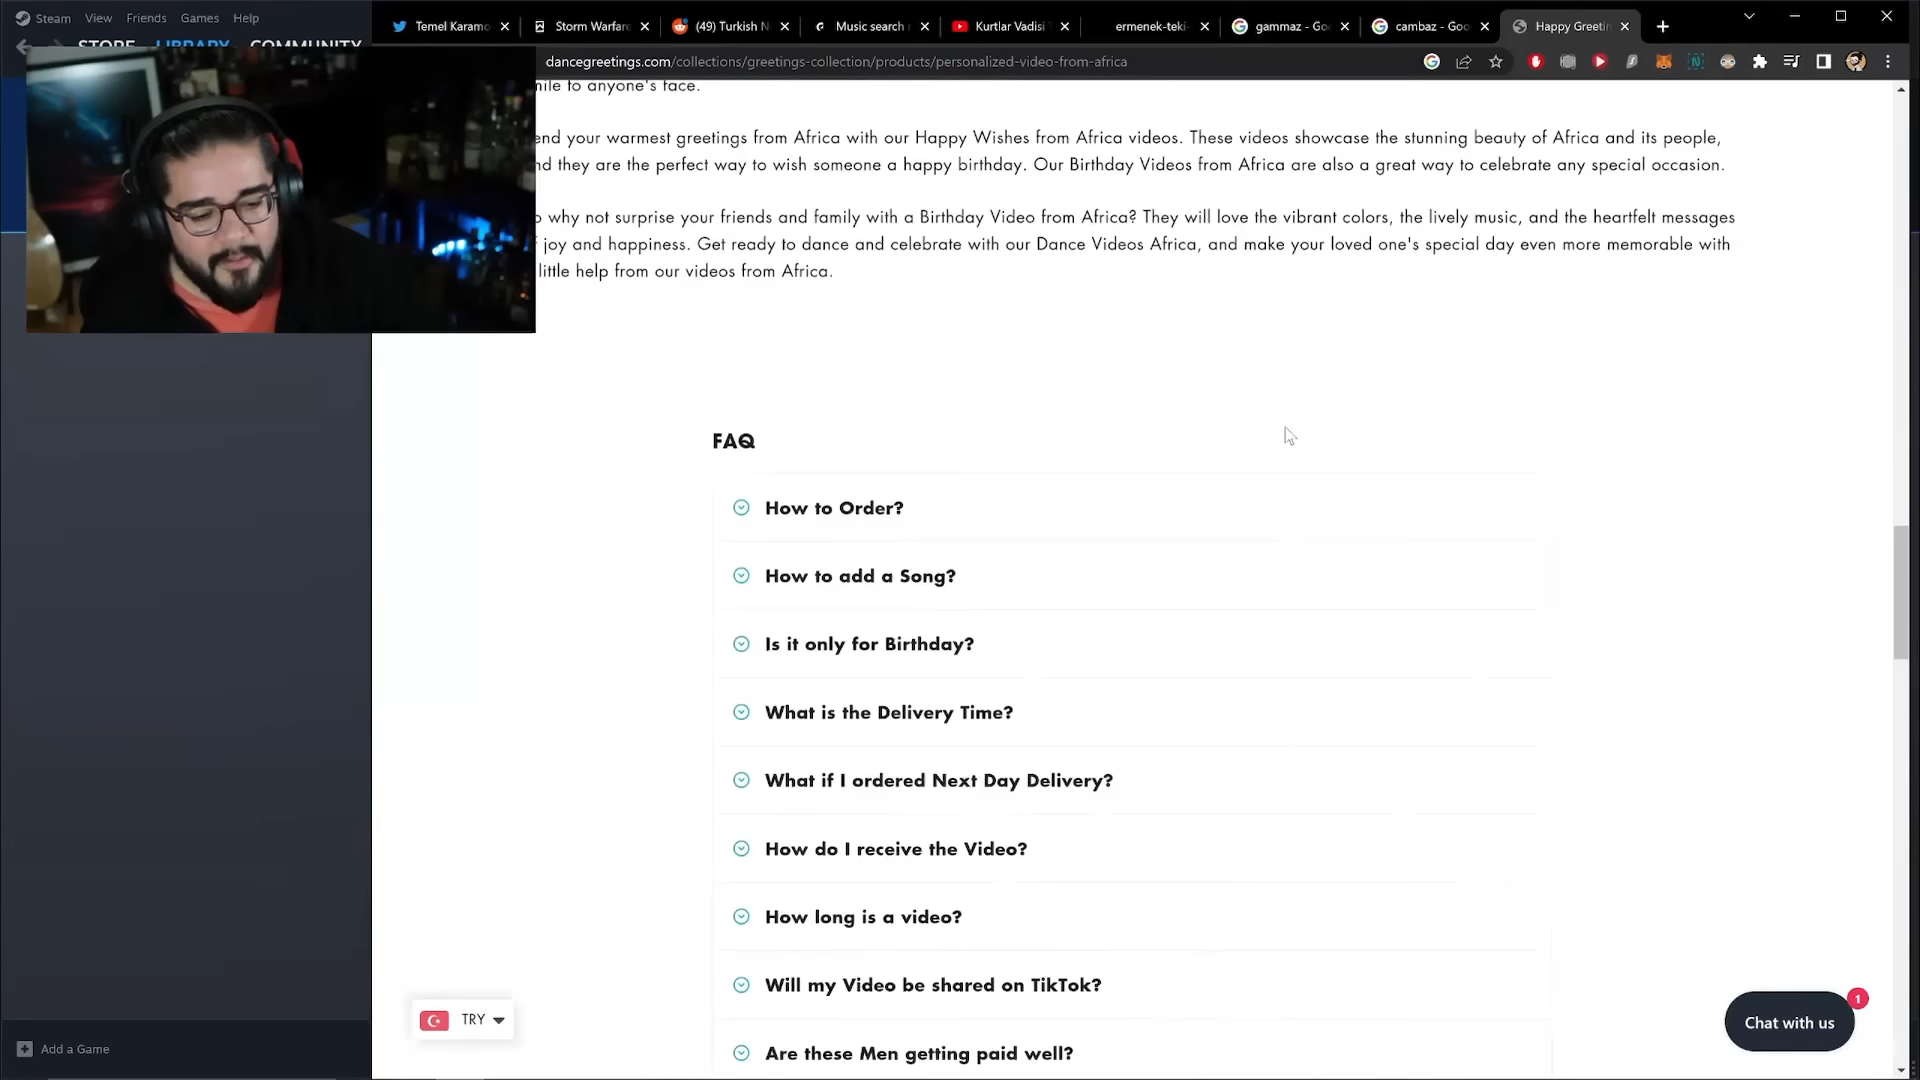 Steam View Friends Games Help
STORE LIBRARY COMMUNITY
Temel Karamo
Storm Warfare
(49) Turkish N
Music search
Kurtlar Vadisi
ermenek-teki-
gammaz - Go
cambaz - Goo
Happy Greetin
dancegreetings.com/collections/greetings-collection/products/personalized-video-from-africa
to anyone's face.
your warmest greetings from Africa with our Happy Wishes from Africa videos. These videos showcase the stunning beauty of Africa and its people,
they are the perfect way to wish someone a happy birthday. Our Birthday Videos from Africa are also a great way to celebrate any special occasion.
why not surprise your friends and family with a Birthday Video from Africa? They will love the vibrant colors, the lively music, and the heartfelt messages
joy and happiness. Get ready to dance and celebrate with our Dance Videos Africa, and make your loved one's special day even more memorable with
little help from our videos from Africa.
FAQ
How to Order?
How to add a Song?
Is it only for Birthday?
What is the Delivery Time?
What if I ordered Next Day Delivery?
How do I receive the Video?
How long is a video?
Will my Video be shared on TikTok?
Are these Men getting paid well?
TRY
1
Chat with us
Add a Game